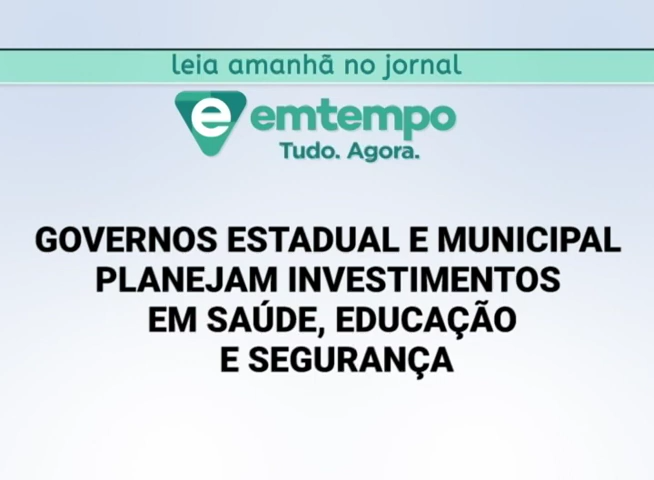 leia amanhã no jornal
e emtempo
Tudo. Agora.
GOVERNOS ESTADUAL E MUNICIPAL
PLANEJAM INVESTIMENTOS
EM SAÚDE, EDUCAÇÃO
E SEGURANÇA